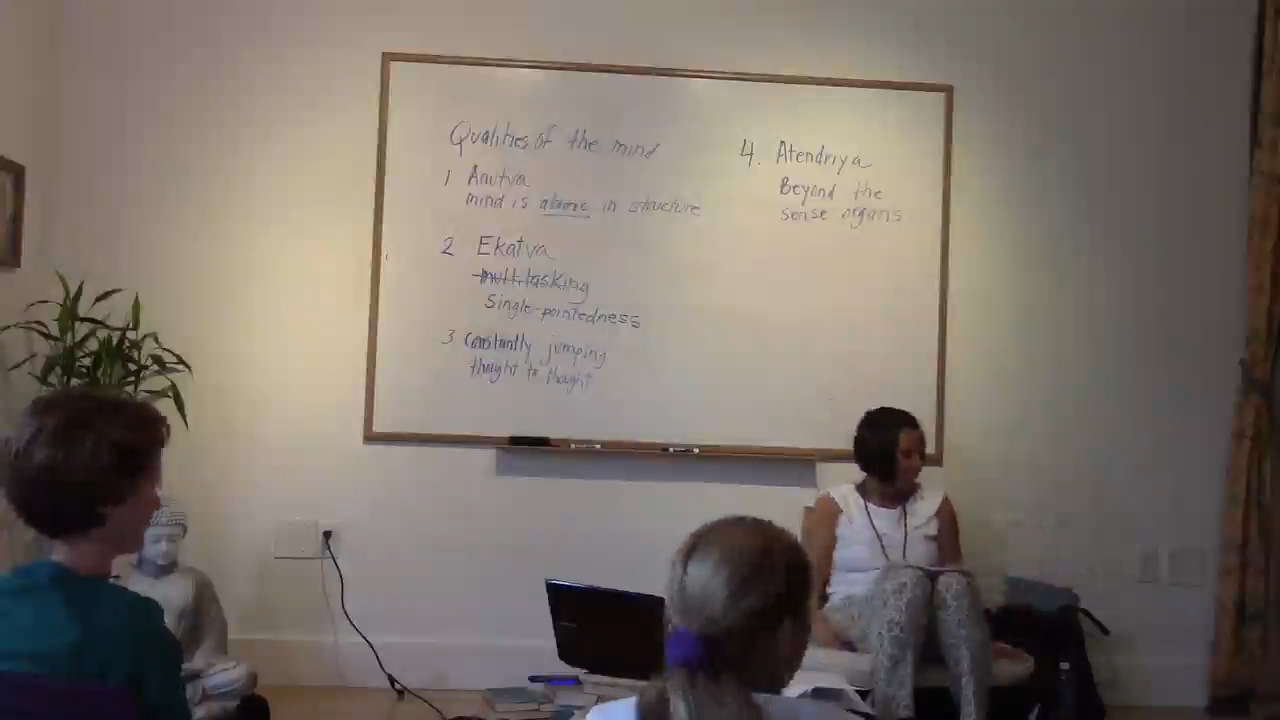 Qualities of the mind
1 Anutva
mind is atomic in structure
2 Ekatva
multitasking
Single-pointedness
3 Constantly jumping
thought to thought
4. Atendriya
Beyond the
sense organs